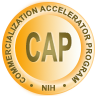 COMMERCIALIZATION ACCELERATOR PROGRAM
CAP
• NIH •